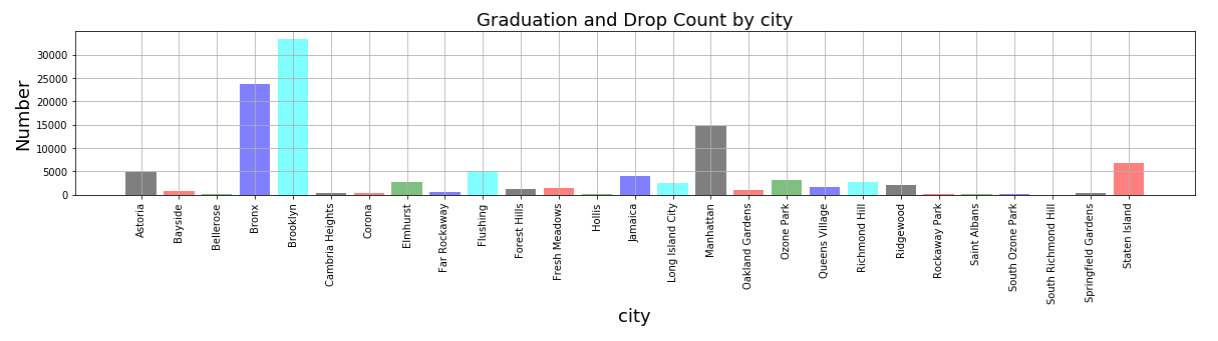 Graduation and Drop Count by city
Number
30000
25000
20000
15000
10000
5000
0
Astoria
Bayside
Bellerose
Bronx
Brooklyn
Cambria Heights
Corona
Elmhurst
Far Rockaway
Flushing
Forest Hills
Fresh Meadows
Hollis
Jamaica
Long Island City
Manhattan
Oakland Gardens
Ozone Park
Queens Village
Richmond Hill
Ridgewood
Rockaway Park
Saint Albans
South Ozone Park
South Richmond Hill
Springfield Gardens
Staten Island
city